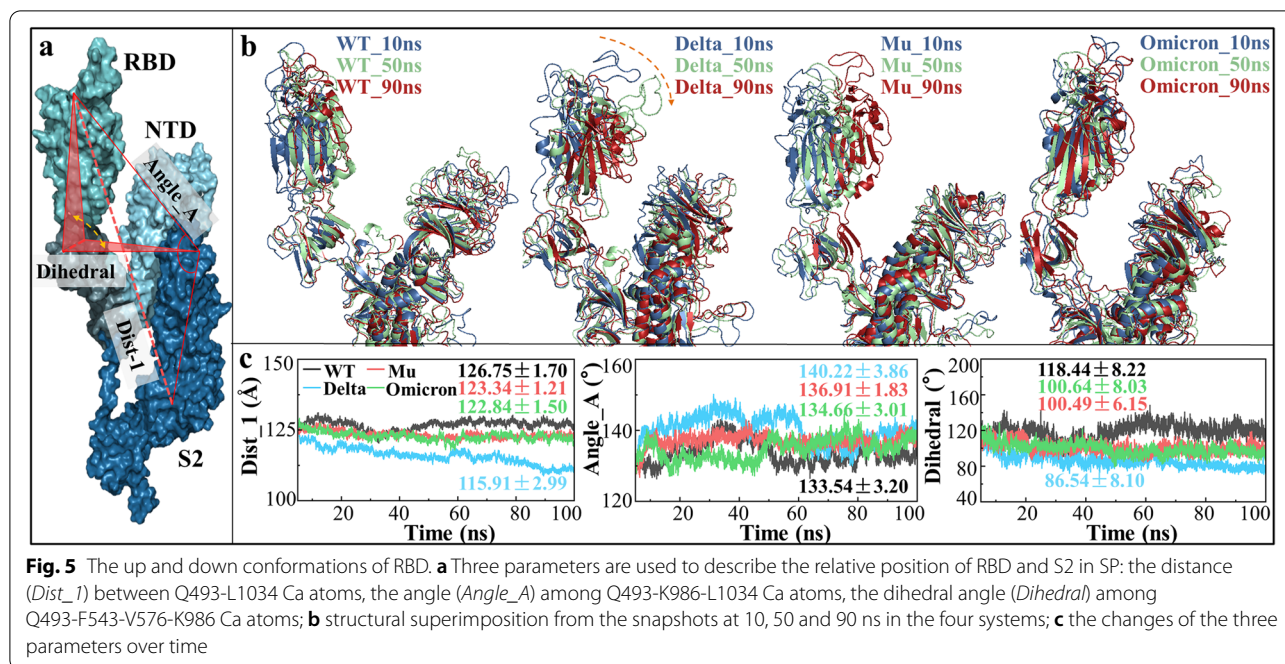 a
RBD
NTD
Angle_A
Dihedral
Dist-1
S2
b
WT_10ns
WT_50ns
WT_90ns
Delta_10ns
Delta_50ns
Delta_90ns
Mu_10ns
Mu_50ns
Mu_90ns
Omicron_10ns
Omicron_50ns
Omicron_90ns
c
Dist_1 (Å)
150
125
100
WT Mu
Delta Omicron
126.75±1.70
123.34±1.21
122.84±1.50
115.91±2.99
20 40 60 80 100
Time (ns)
Angle_A (°)
160
140
120
140.22±3.86
136.91±1.83
134.66±3.01
133.54±3.20
20 40 60 80 100
Time (ns)
Dihedral (°)
200
160
120
80
40
118.44±8.22
100.64±8.03
100.49±6.15
86.54±8.10
20 40 60 80 100
Time (ns)
Fig. 5 The up and down conformations of RBD. a Three parameters are used to describe the relative position of RBD and S2 in SP: the distance
(Dist_1) between Q493-L1034 Ca atoms, the angle (Angle_A) among Q493-K986-L1034 Ca atoms, the dihedral angle (Dihedral) among
Q493-F543-V576-K986 Ca atoms; b structural superimposition from the snapshots at 10, 50 and 90 ns in the four systems; c the changes of the three
parameters over time